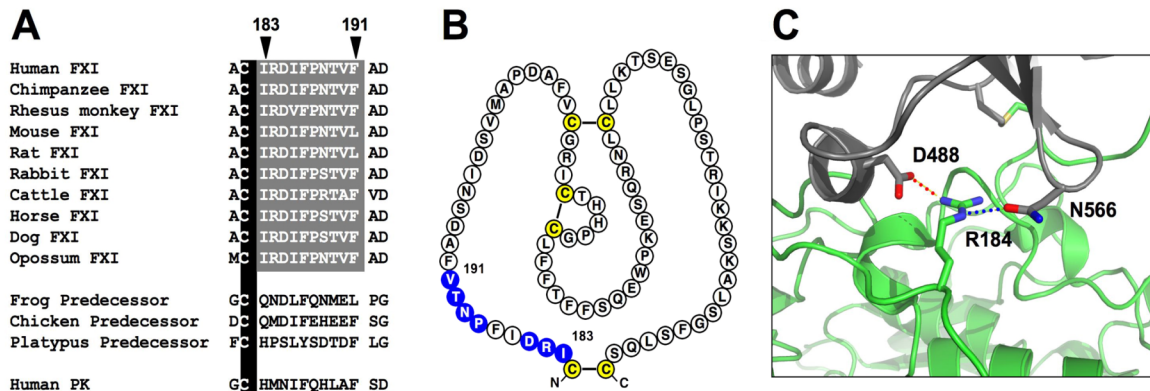 A
183 191
Human FXI AC IRDIFPNTVF AD
Chimpanzee FXI AC IRDIFPNTVF AD
Rhesus monkey FXI AC IRDVFPNTVF AD
Mouse FXI AC IRDIFPNTVL AD
Rat FXI AC IRDIFPNTVL AD
Rabbit FXI AC IRDIFPSTVF AD
Cattle FXI AC IRDIFPRTAF VD
Horse FXI AC IRDIFPSTVF AD
Dog FXI AC IRDIFPSTVF AD
Opossum FXI MC IRDIFPNTVF AD
Frog Predecessor GC QNDLFQNMEL PG
Chicken Predecessor DC QMDIFEHEEF SG
Platypus Predecessor FC HPSLYSDTDF LG
Human PK GC HMNIFQHLAF SD
B
CIRDIFPNTVFADSNIDSVMAPDAFVCGRICTHHPGCLFFTFFSQEWPKESQRNLCLLKTSESGLPSTRIKKSKALSGFSLQSC
191
183
N C
C
D488
N566
R184